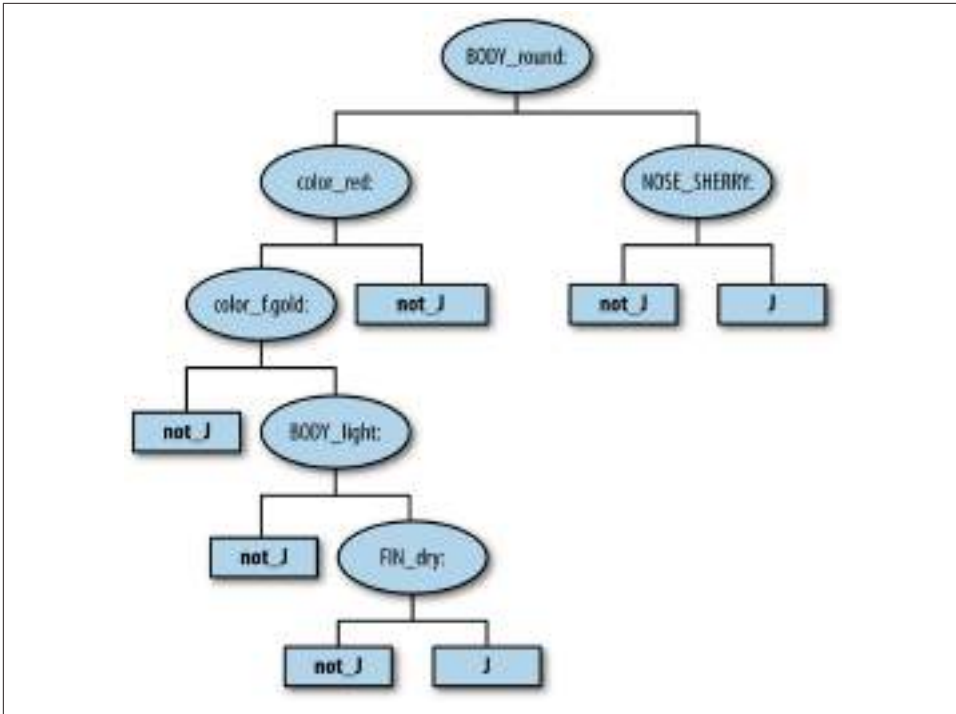 BODY_round:
color_red:
NOSE_SHERRY:
color_f.gold:
not_J
not_J
J
not_J
BODY_light:
not_J
FIN_dry:
not_J
J